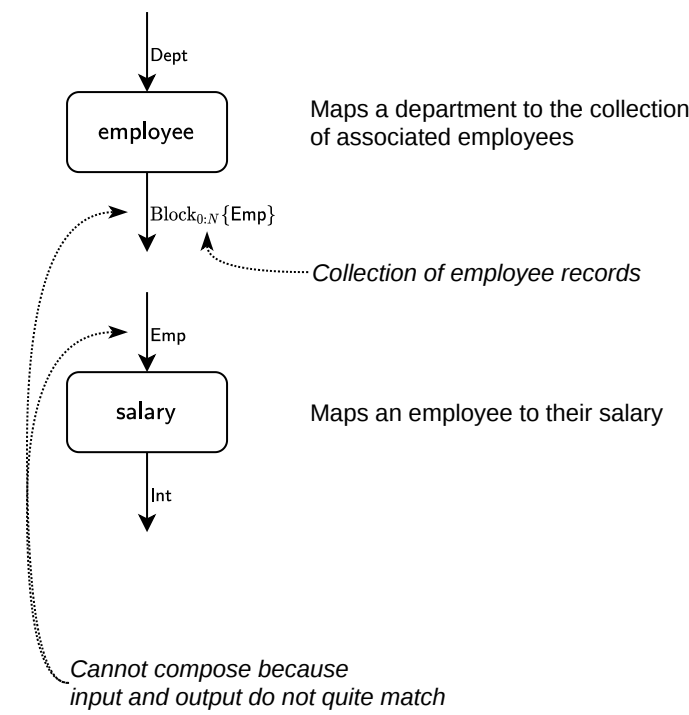 Dept
employee
Maps a department to the collection
of associated employees
Block0:N{Emp}
Collection of employee records
Emp
salary
Maps an employee to their salary
Int
Cannot compose because
input and output do not quite match